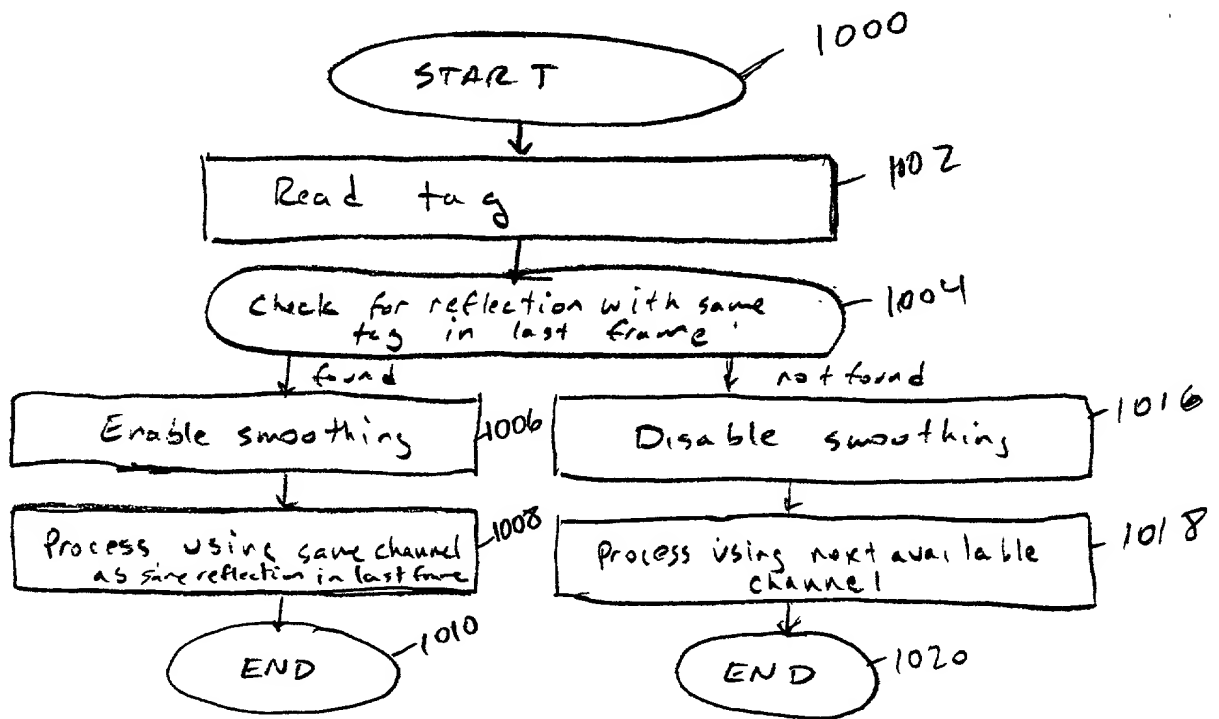 START
1000
Read tag
1002
Check for reflection with same
tag in last frame
1004
found
not found
Enable smoothing
1006
Disable smoothing
1016
Process using same channel
as same reflection in last frame
1008
Process using next available
channel
1018
END
1010
END
1020